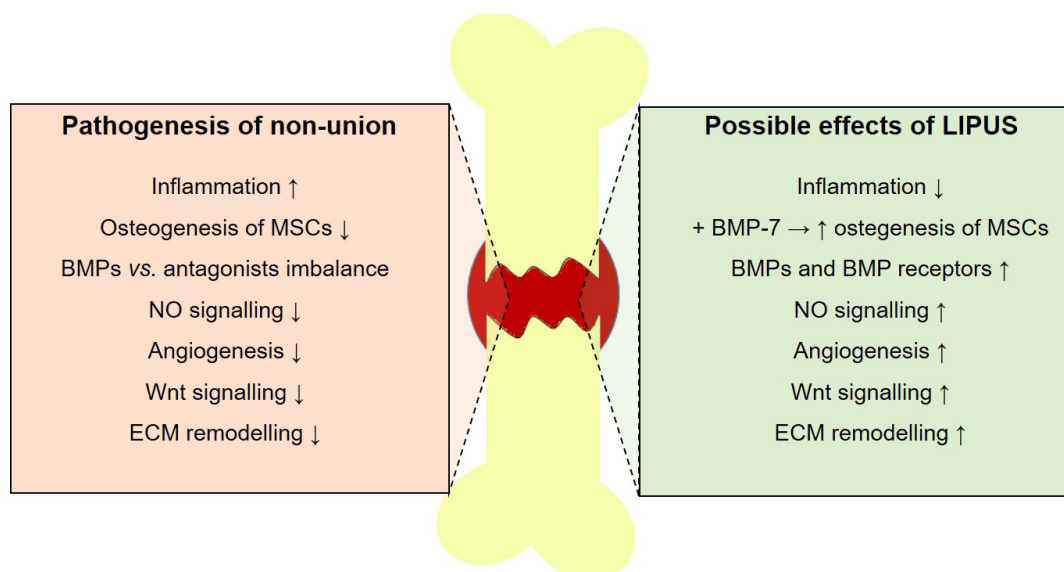 Pathogenesis of non-union
Inflammation ↑
Osteogenesis of MSCs ↓
BMPs vs. antagonists imbalance
NO signalling ↓
Angiogenesis ↓
Wnt signalling ↓
ECM remodelling ↓
Possible effects of LIPUS
Inflammation ↓
+ BMP-7 → ↑ ostegenesis of MSCs
BMPs and BMP receptors ↑
NO signalling ↑
Angiogenesis ↑
Wnt signalling ↑
ECM remodelling ↑